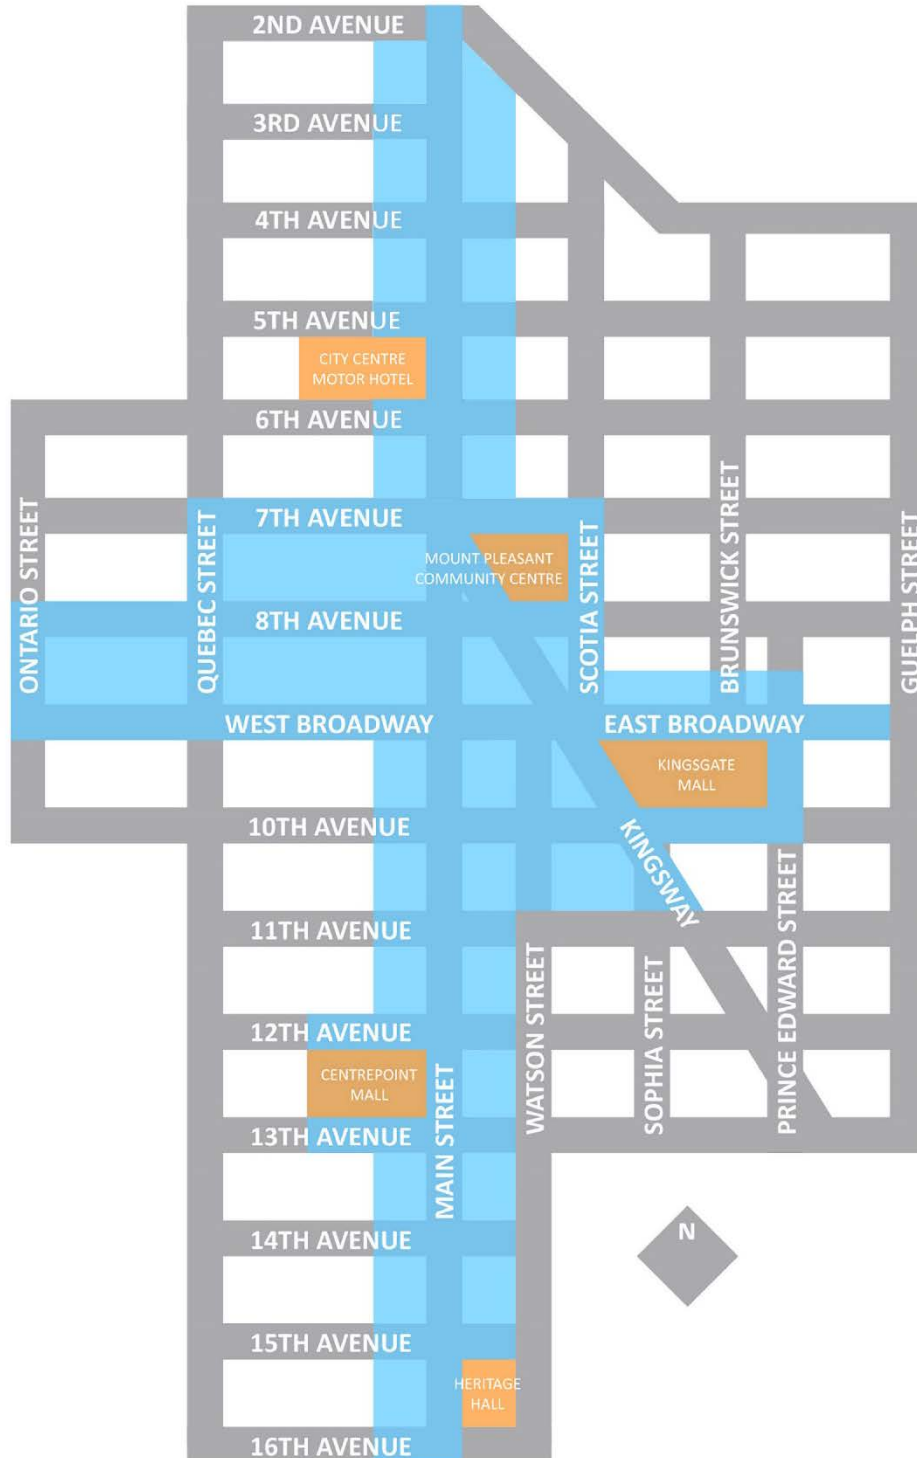 2ND AVENUE
3RD AVENUE
4TH AVENUE
5TH AVENUE
CITY CENTRE
MOTOR HOTEL
6TH AVENUE
7TH AVENUE
ONTARIO STREET
QUEBEC STREET
MOUNT PLEASANT
COMMUNITY CENTRE
SCOTIA STREET
BRUNSWICK STREET
GUELPH STREET
8TH AVENUE
WEST BROADWAY
EAST BROADWAY
KINGSGATE
MALL
10TH AVENUE
KINGSWAY
11TH AVENUE
WATSON STREET
SOPHIA STREET
PRINCE EDWARD STREET
12TH AVENUE
CENTREPOINT
MALL
MAIN STREET
13TH AVENUE
14TH AVENUE
N
15TH AVENUE
HERITAGE
HALL
16TH AVENUE